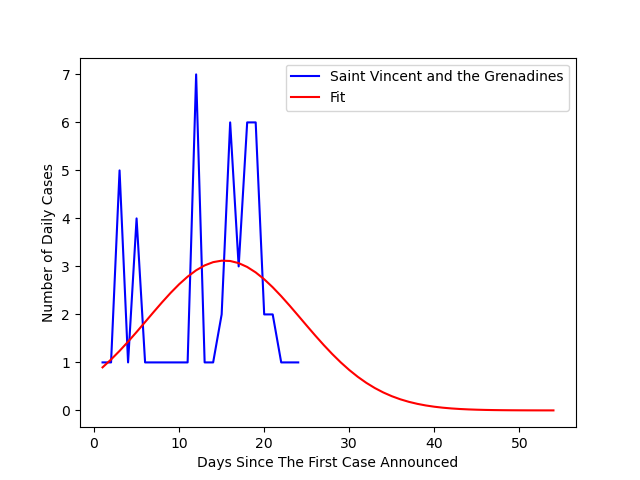 Saint Vincent and the Grenadines
Fit
7
6
5
4
3
2
1
0
Number of Daily Cases
0 10 20 30 40 50
Days Since The First Case Announced